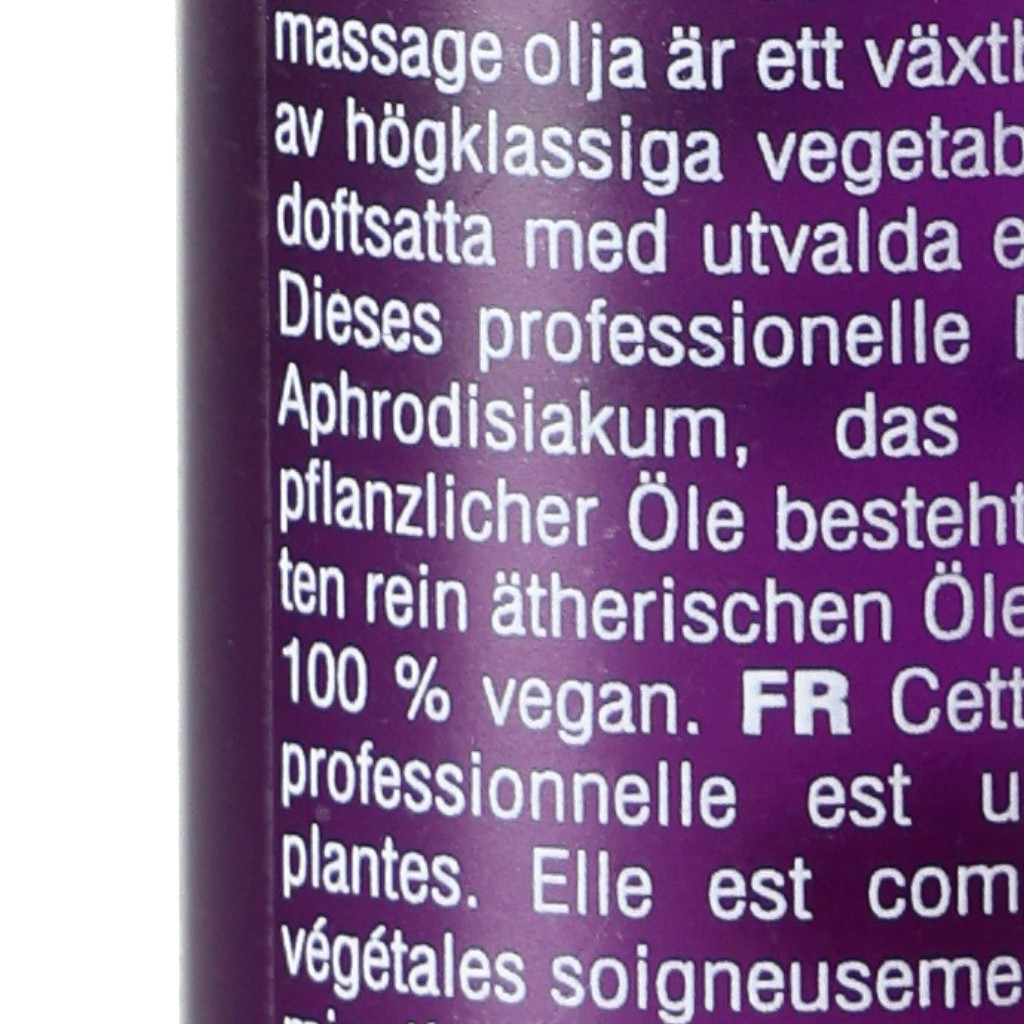 massage olja är ett växtb
av högklassiga vegetab
doftsatta med utvalda e
Dieses professionelle
Aphrodisiakum, das
pflanzlicher Öle besteht
ten rein ätherischen Öle
100 % vegan. FR Cett
professionnelle est u
plantes. Elle est com
végétales soigneuseme